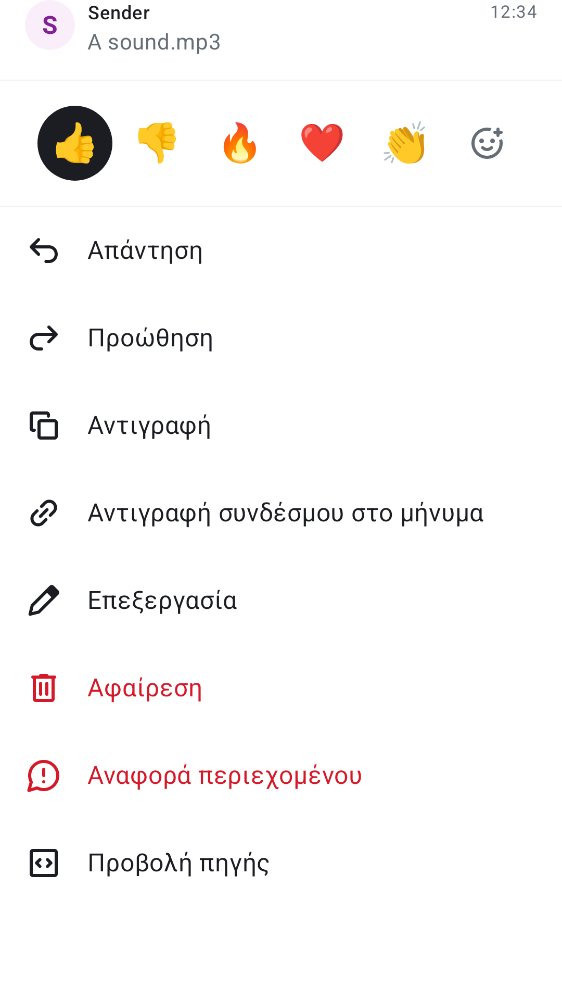 S
Sender
12:34
A sound.mp3
Απάντηση
Προώθηση
Αντιγραφή
Αντιγραφή συνδέσμου στο μήνυμα
Επεξεργασία
Αφαίρεση
Αναφορά περιεχομένου
Προβολή πηγής